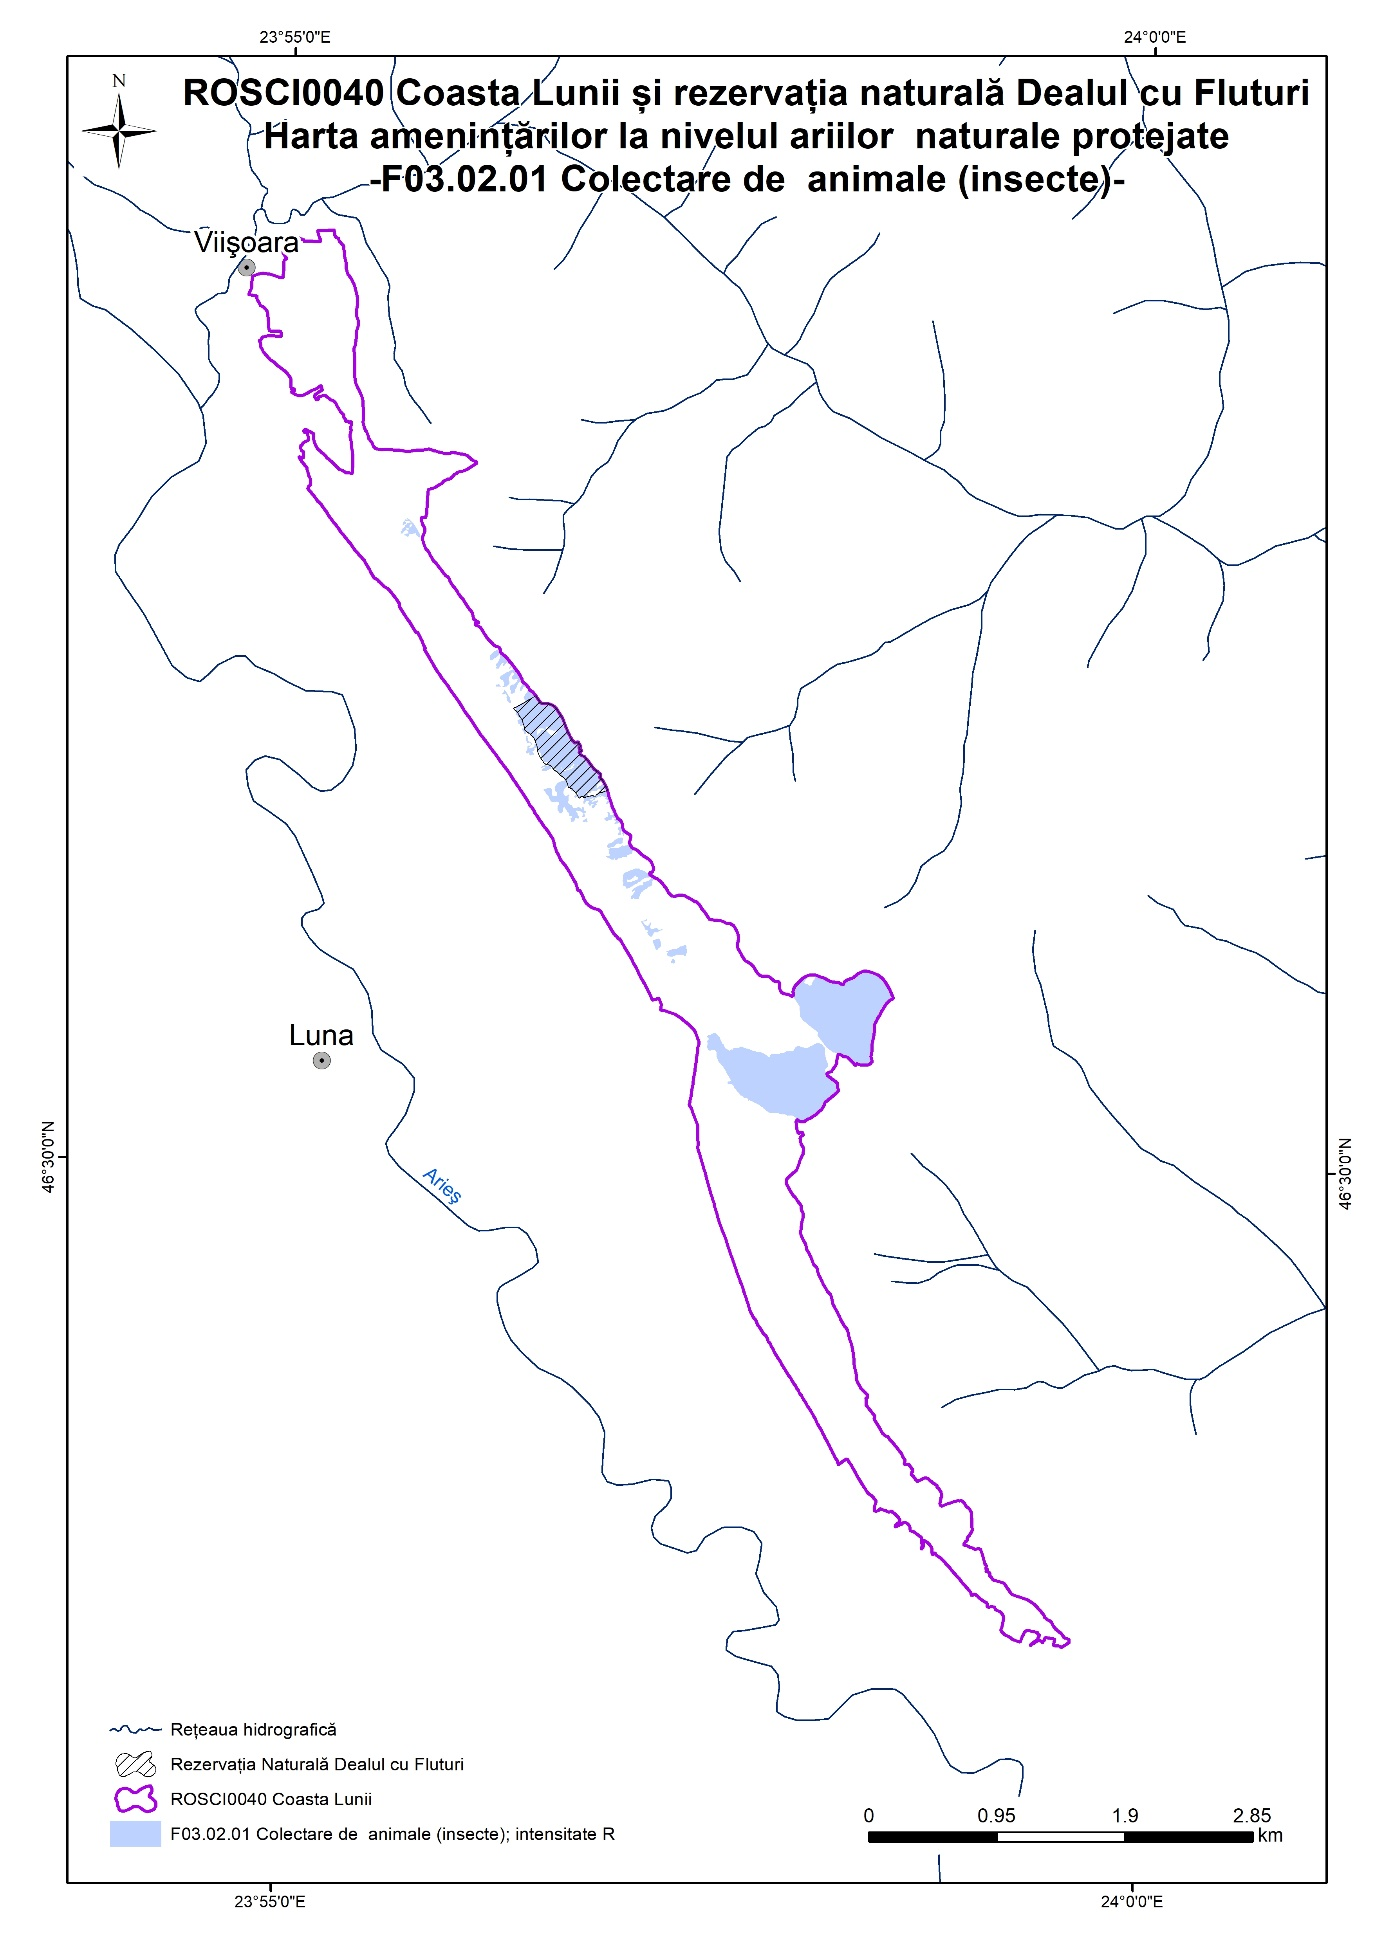 23°55'0"E
24°0'0"E
N
ROSCI0040 Coasta Lunii și rezervația naturală Dealul cu Fluturi
Harta amenințărilor la nivelul ariilor naturale protejate
-F03.02.01 Colectare de animale (insecte)-
Viişoara
Luna
46°30'0"N
46°30'0"N
Arieş
Rețeaua hidrografică
Rezervația Naturală Dealul cu Fluturi
ROSCI0040 Coasta Lunii
F03.02.01 Colectare de animale (insecte); intensitate R
0 0.95 1.9 2.85
km
23°55'0"E
24°0'0"E